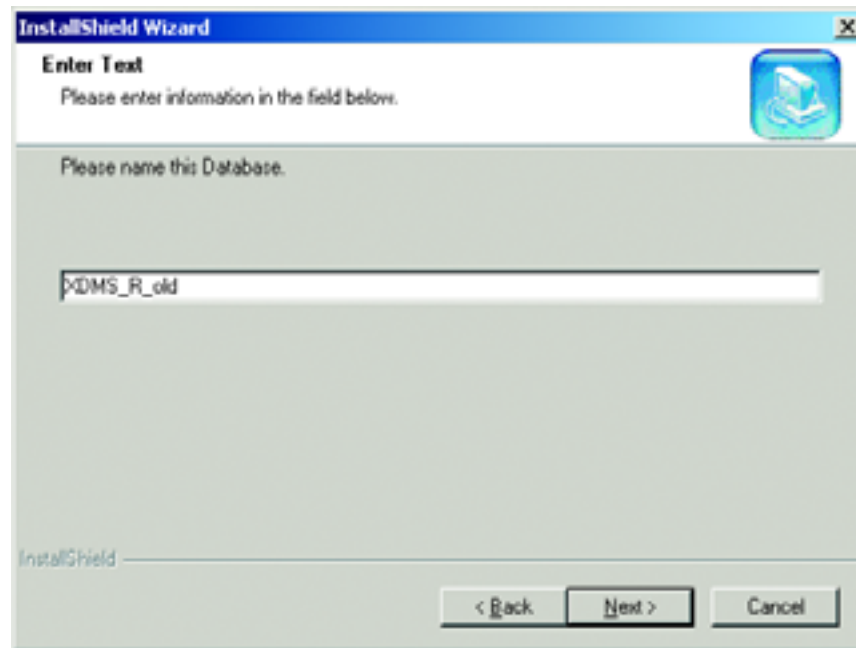 InstallShield Wizard
Enter Text
Please enter information in the field below.
Please name this Database.
XDMS_R_old
InstallShield
< Back
Next >
Cancel